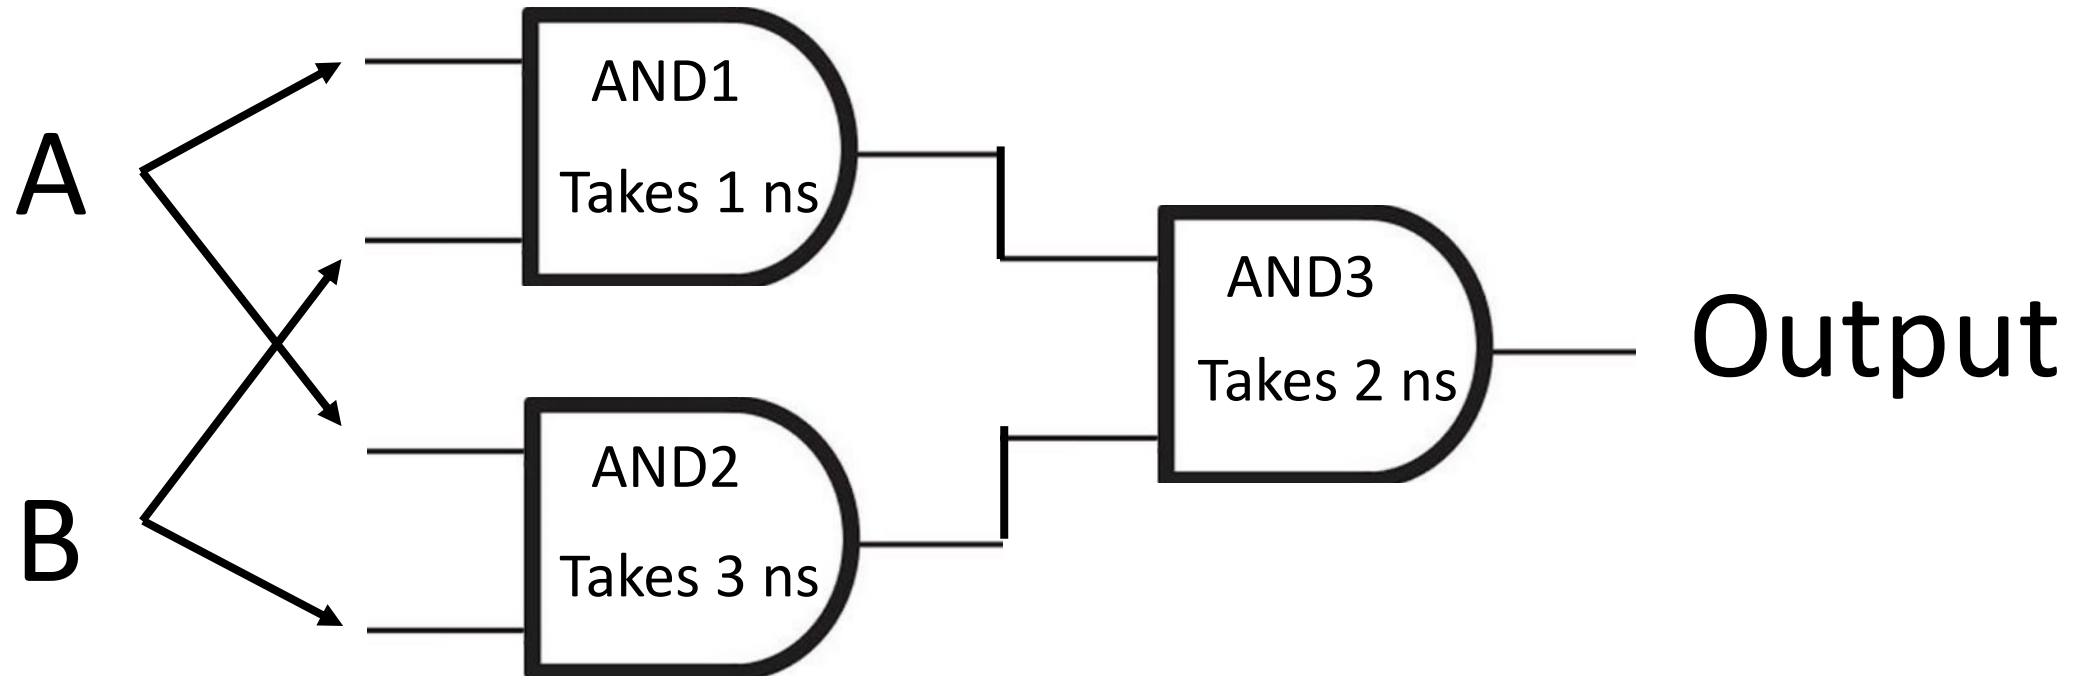 A
B
AND1
Takes 1 ns
AND2
Takes 3 ns
AND3
Takes 2 ns
Output